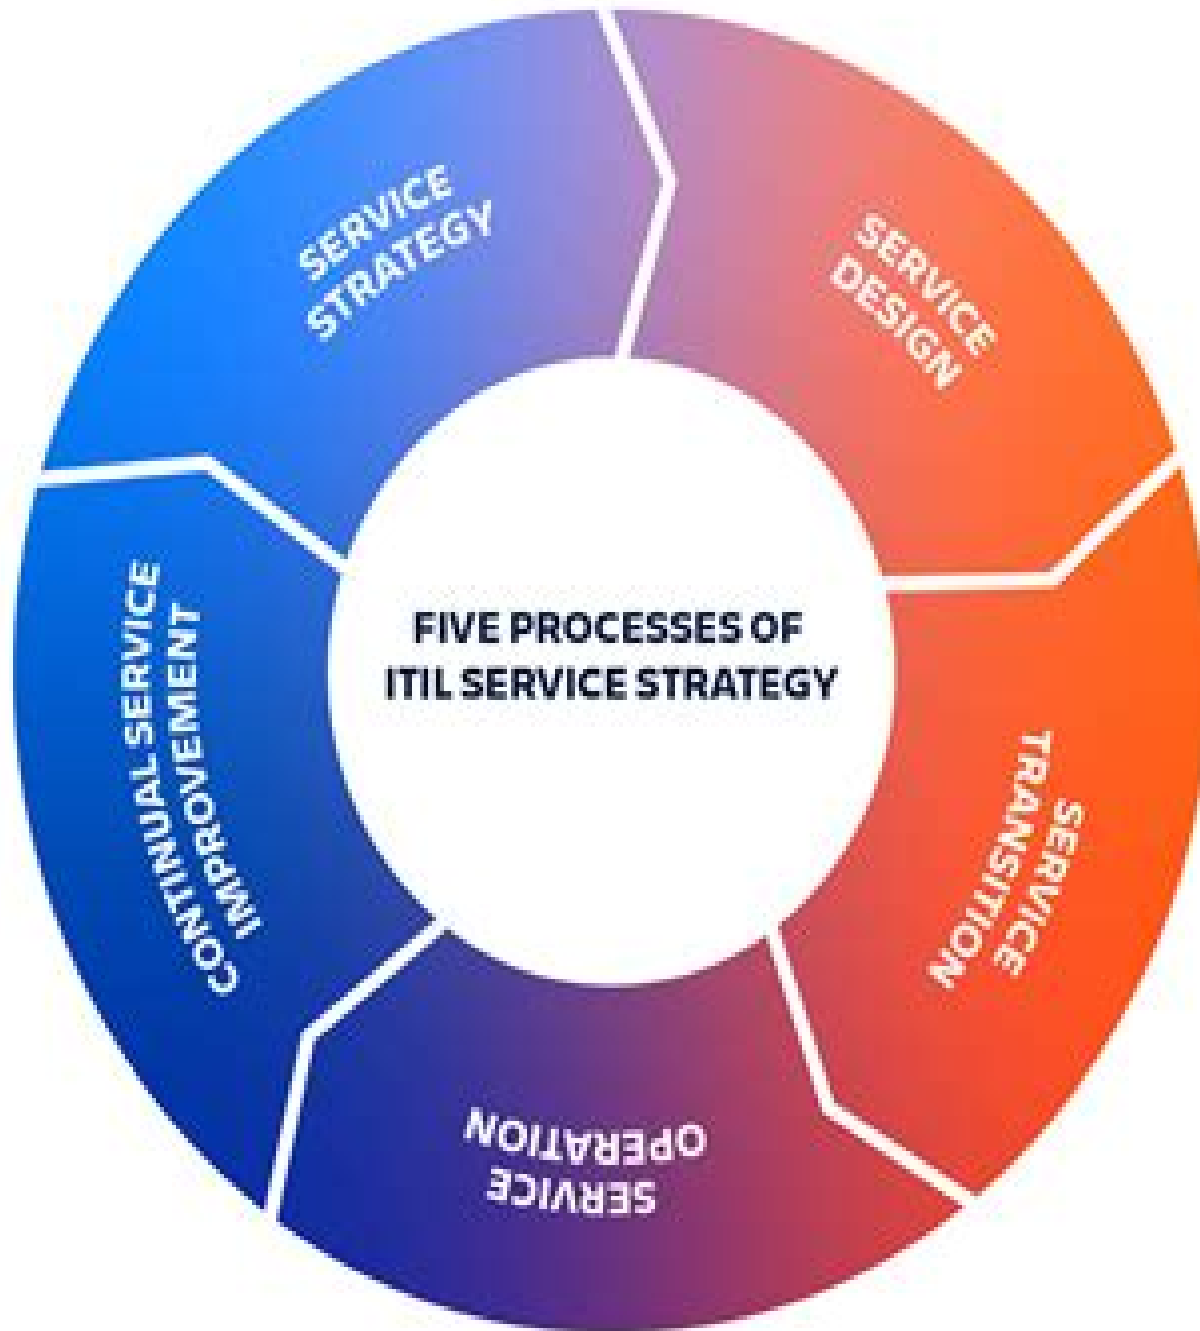 SERVICE
STRATEGY
SERVICE
DESIGN
FIVE PROCESSES OF
ITIL SERVICE STRATEGY
SERVICE
TRANSITION
SERVICE
OPERATION
CONTINUAL SERVICE
IMPROVEMENT